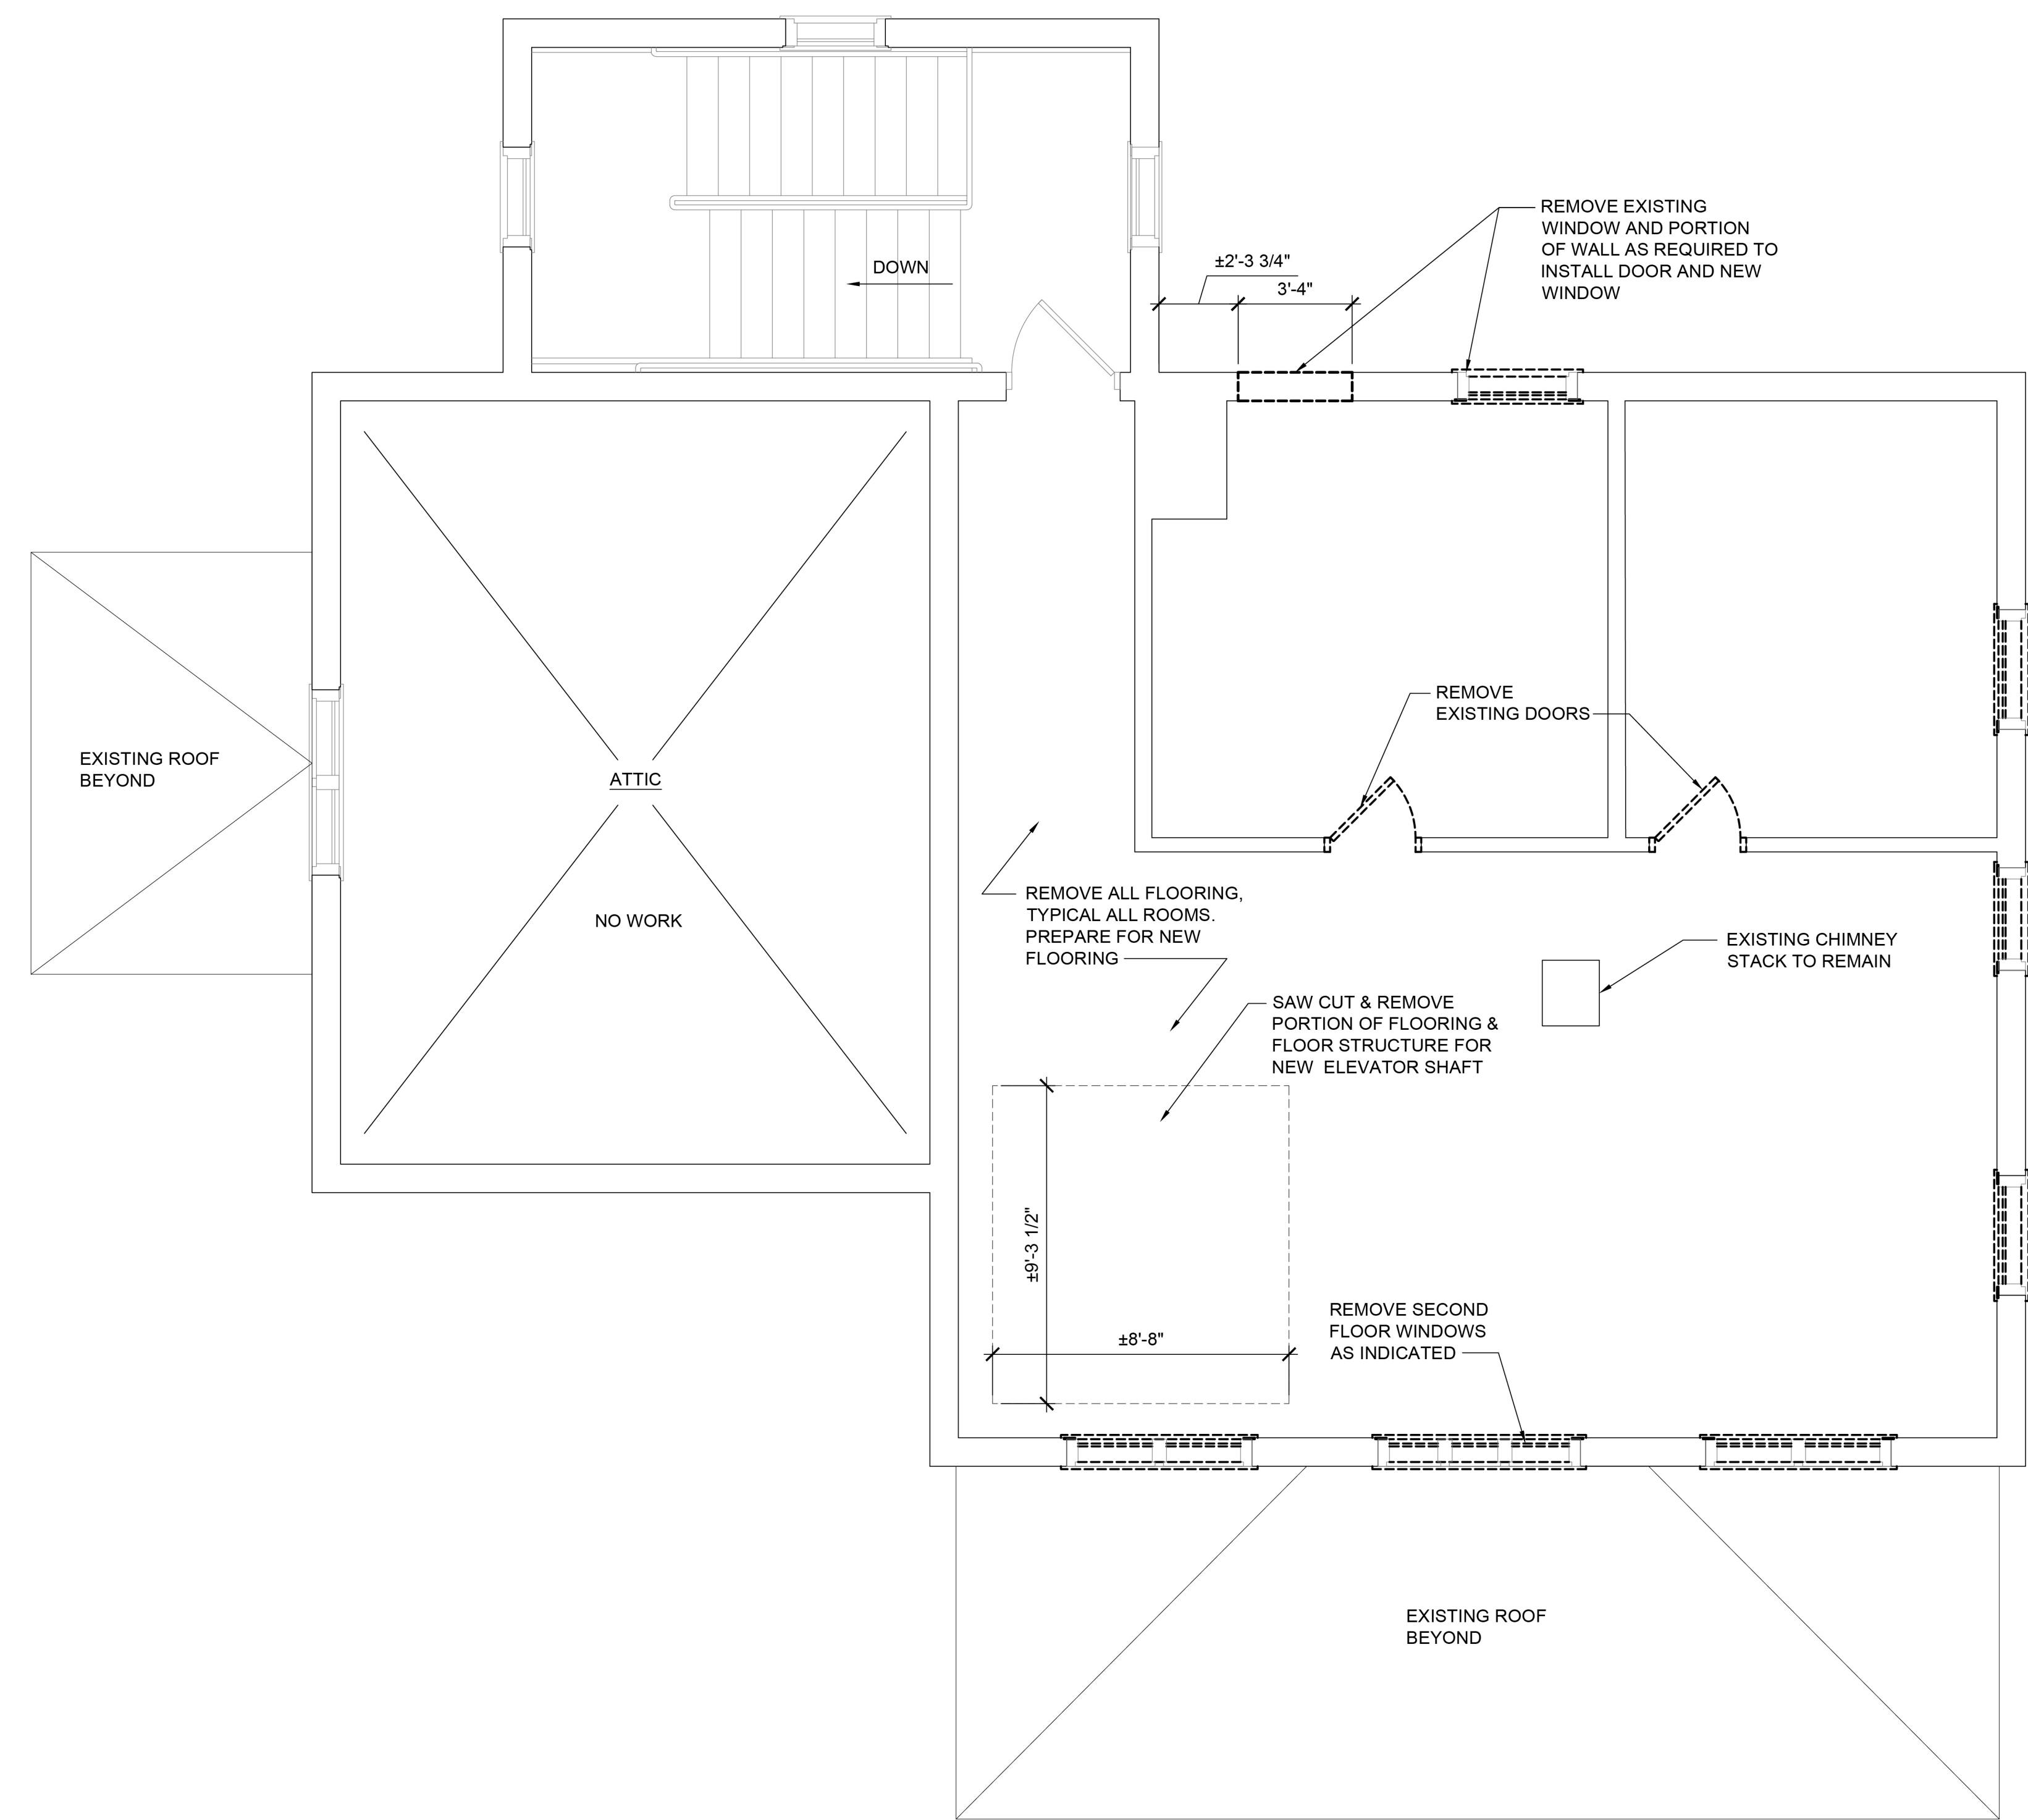 REMOVE EXISTING
WINDOW AND PORTION
OF WALL AS REQUIRED TO
INSTALL DOOR AND NEW
WINDOW
±2'-3 3/4"
3'-4"
DOWN
REMOVE
EXISTING DOORS
EXISTING ROOF
BEYOND
ATTIC
NO WORK
REMOVE ALL FLOORING,
TYPICAL ALL ROOMS.
PREPARE FOR NEW
FLOORING
EXISTING CHIMNEY
STACK TO REMAIN
SAW CUT & REMOVE
PORTION OF FLOORING &
FLOOR STRUCTURE FOR
NEW ELEVATOR SHAFT
±9'-3 1/2"
±8'-8"
REMOVE SECOND
FLOOR WINDOWS
AS INDICATED
EXISTING ROOF
BEYOND